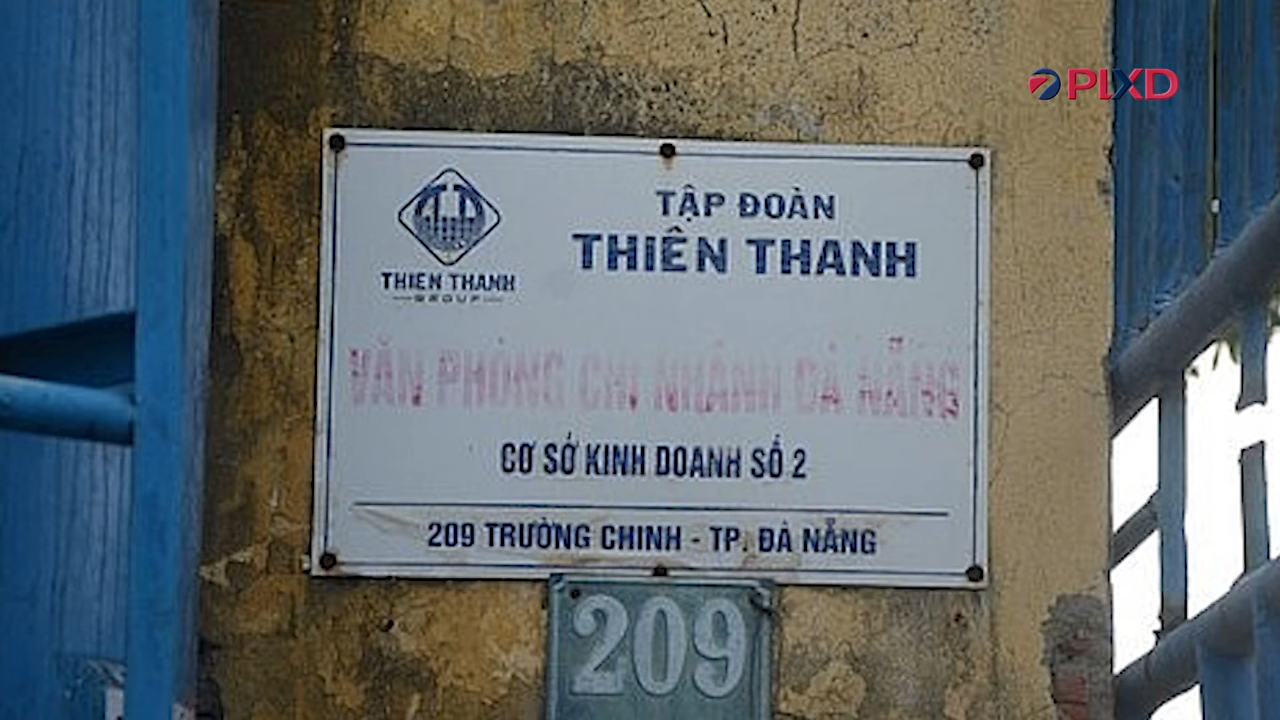 PLXD
TẬP ĐOÀN
THIÊN THANH
THIEN THANH
GROUP
VĂN PHÒNG CHI NHÁNH ĐÀ NẴNG
CƠ SỞ KINH DOANH SỐ 2
209 TRƯỜNG CHINH - TP. ĐÀ NẴNG
209